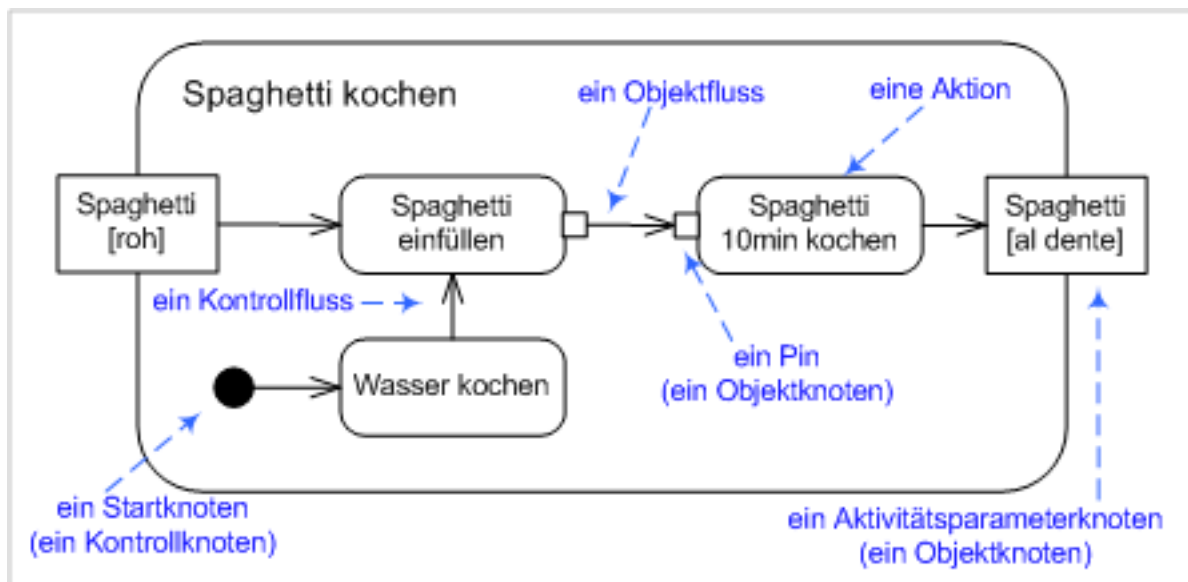 Spaghetti kochen
ein Objektfluss
eine Aktion
Spaghetti
[roh]
Spaghetti
einfüllen
Spaghetti
10min kochen
Spaghetti
[al dente]
ein Kontrollfluss
Wasser kochen
ein Pin
(ein Objektknoten)
ein Startknoten
(ein Kontrollknoten)
ein Aktivitätsparameterknoten
(ein Objektknoten)